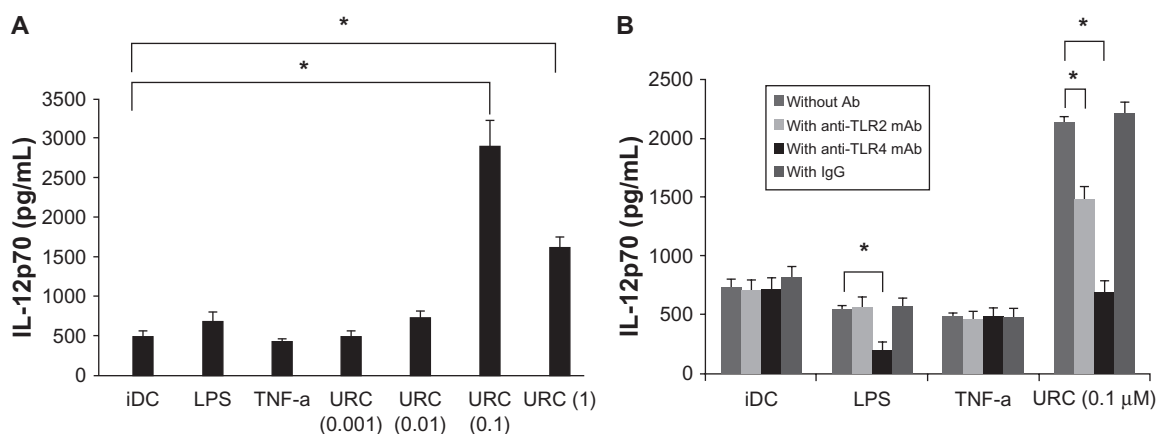 A
*
*
3500
3000
2500
2000
1500
1000
500
0
IL-12p70 (pg/mL)
iDC
LPS
TNF-a
URC
(0.001)
URC
(0.01)
URC
(0.1)
URC (1)
B
*
*
*
2500
2000
1500
1000
500
0
IL-12p70 (pg/mL)
Without Ab
With anti-TLR2 mAb
With anti-TLR4 mAb
With IgG
iDC
LPS
TNF-a
URC (0.1 µM)